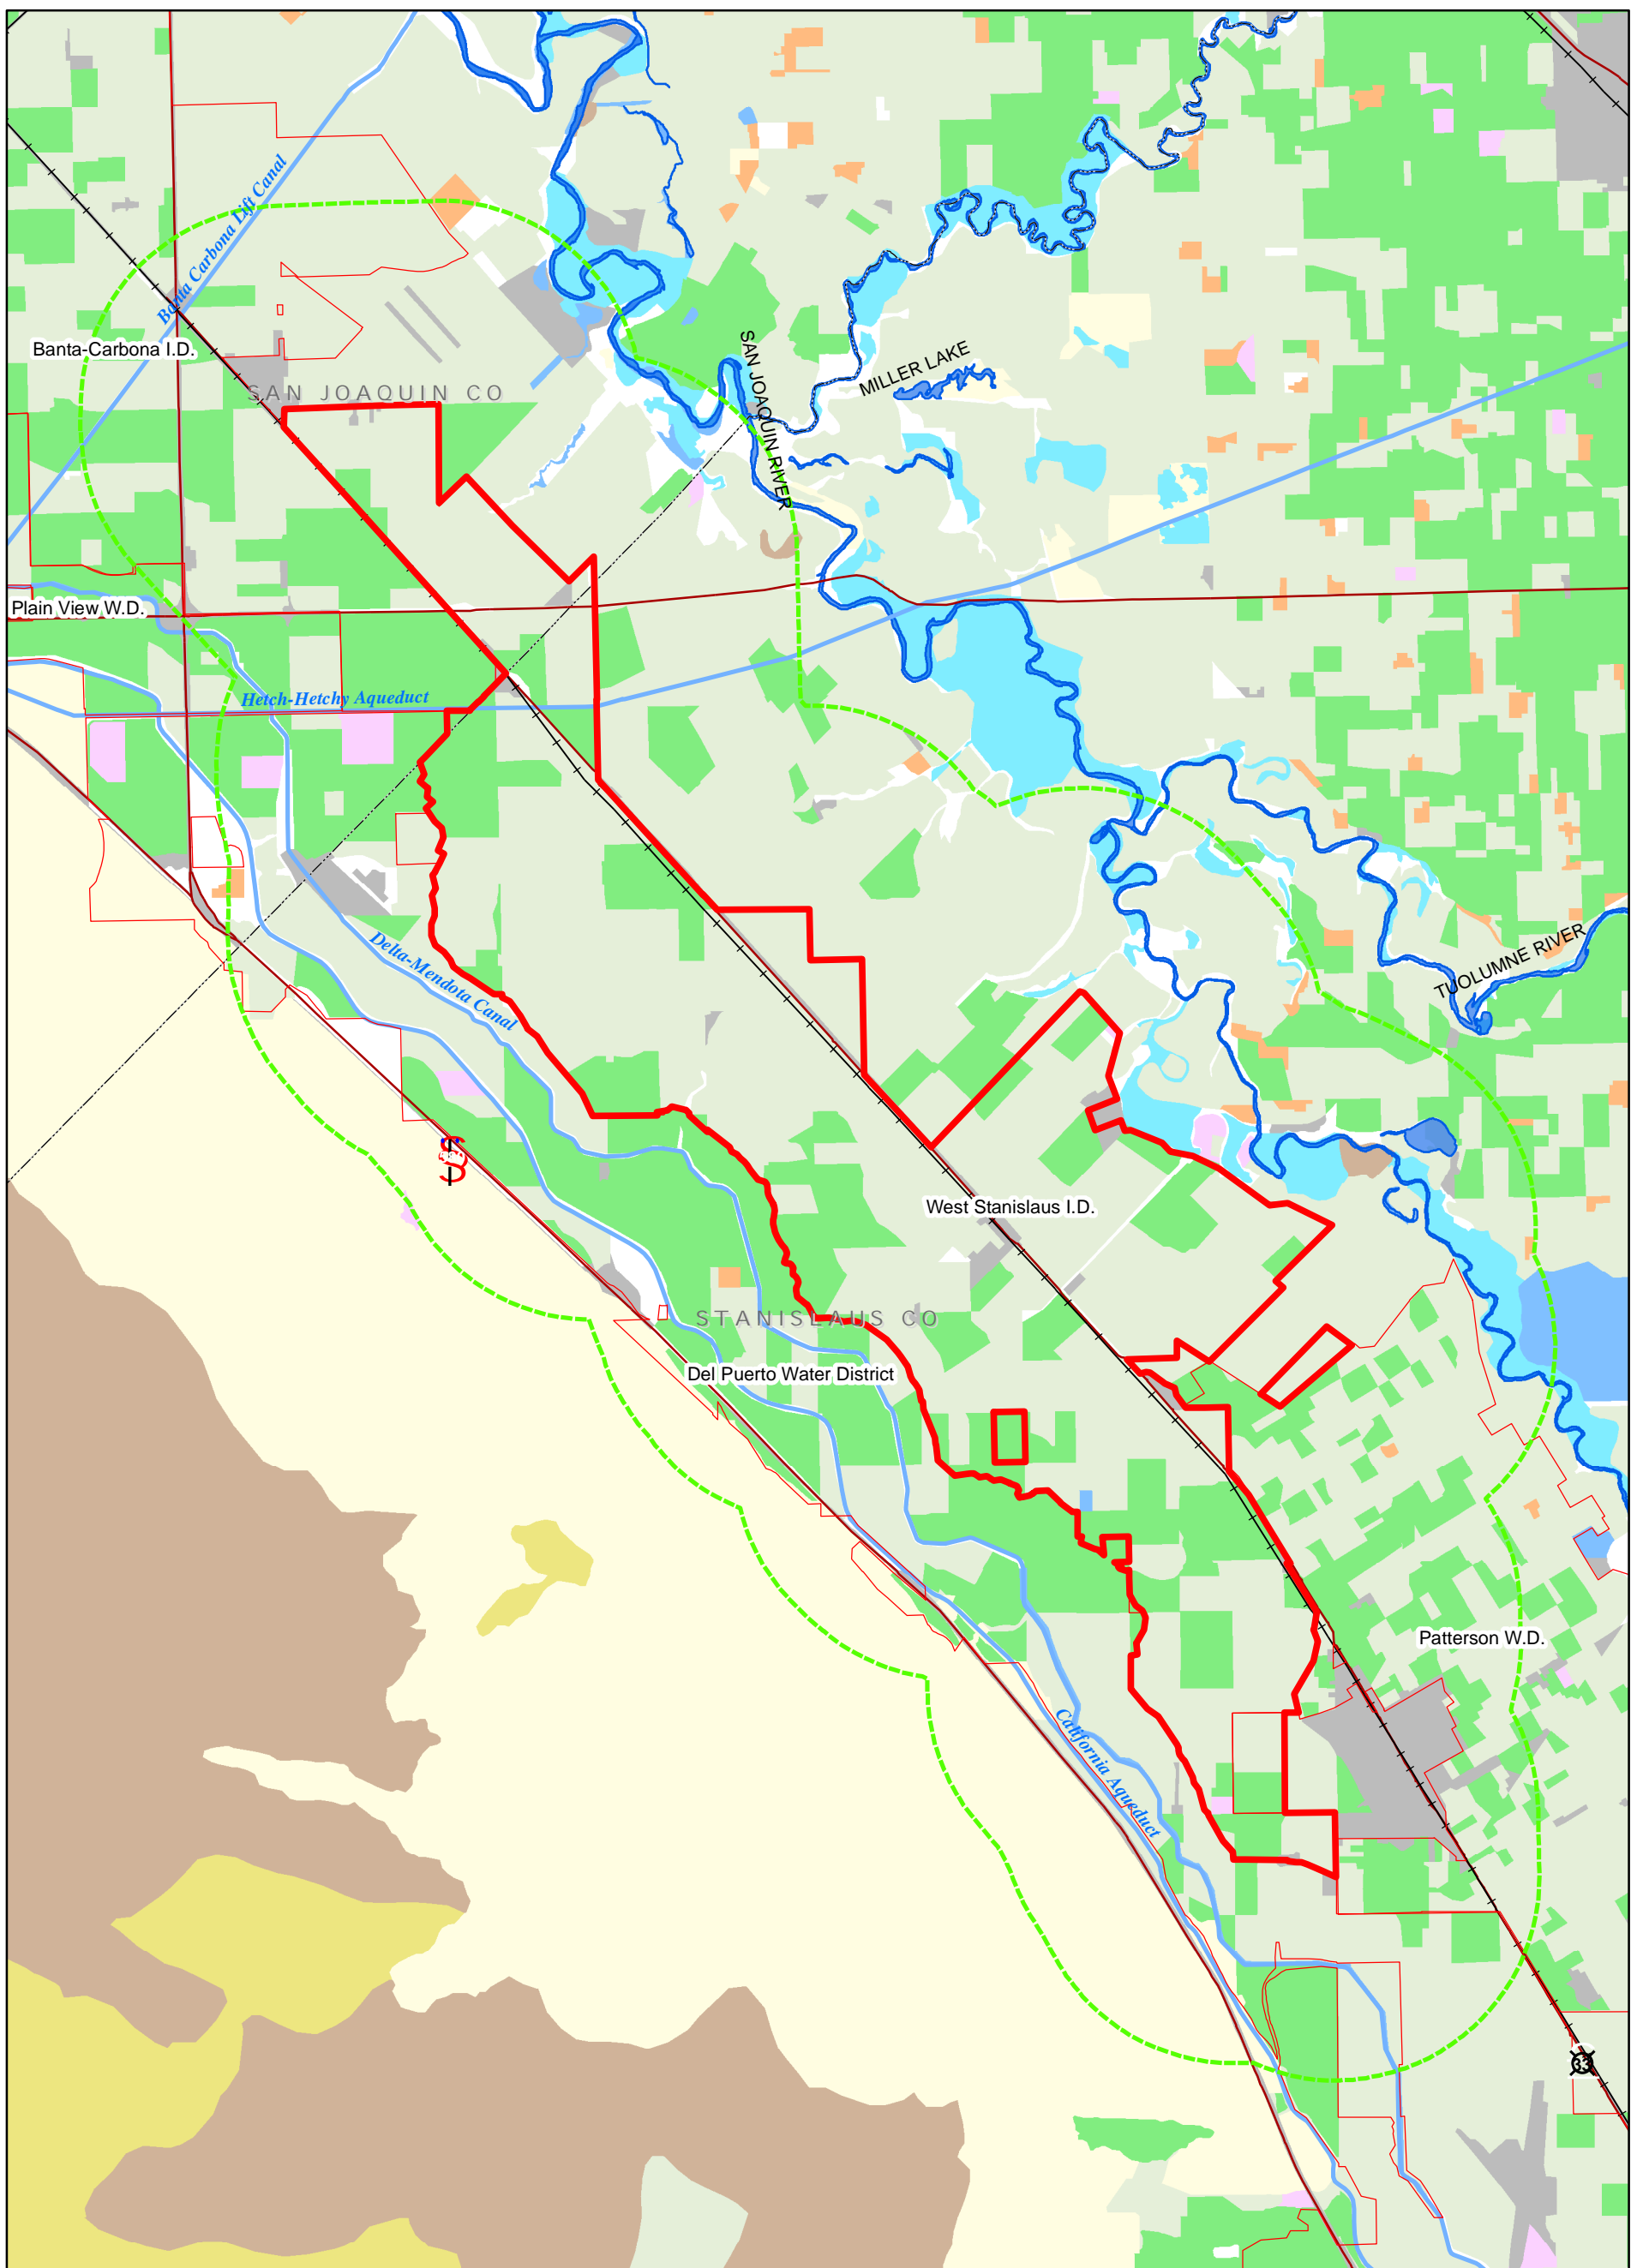 Banta Carbona Lift Canal
Banta-Carbona I.D.
SAN JOAQUIN CO
SAN JOAQUIN RIVER
MILLER LAKE
Plain View W.D.
Hetch-Hetchy Aqueduct
Delta-Mendota Canal
TUOLUMNE RIVER
West Stanislaus I.D.
STANISLAUS CO
Del Puerto Water District
Patterson W.D.
California Aqueduct
33